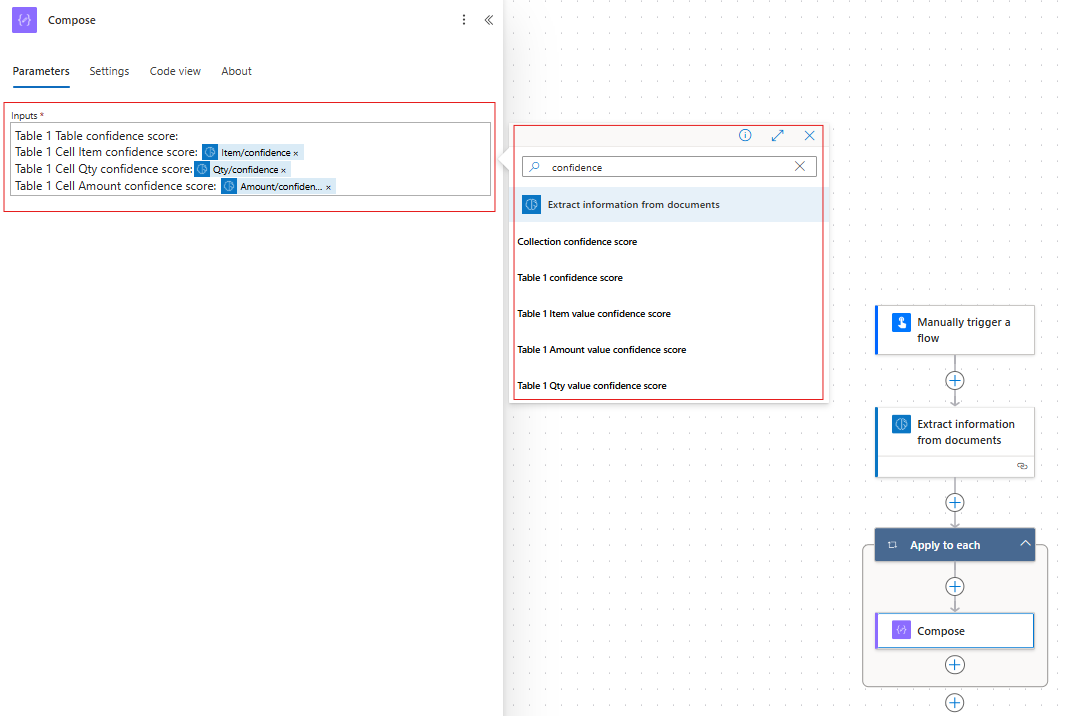 Compose
Parameters Settings Code view About
Inputs *
Table 1 Table confidence score:
Table 1 Cell Item confidence score: Item/confidence ×
Table 1 Cell Qty confidence score: Qty/confidence ×
Table 1 Cell Amount confidence score: Amount/confiden... ×
confidence
Extract information from documents
Collection confidence score
Table 1 confidence score
Table 1 Item value confidence score
Table 1 Amount value confidence score
Table 1 Qty value confidence score
Manually trigger a
flow
Extract information
from documents
Apply to each
Compose